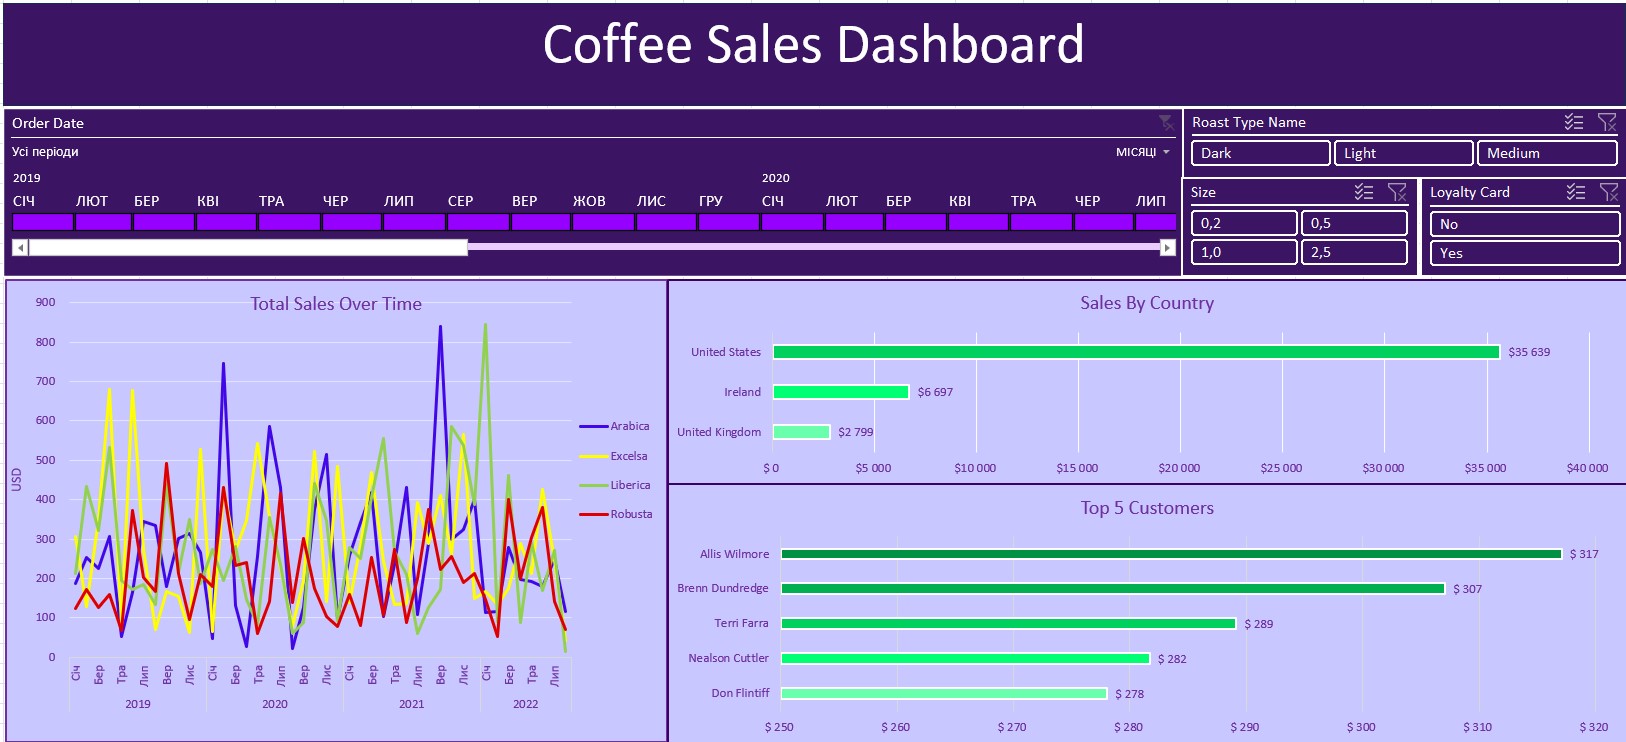 Coffee Sales Dashboard
Order Date
Усі періоди
МІСЯЦІ
2019 2020
СІЧ ЛЮТ БЕР КВІ ТРА ЧЕР ЛИП СЕР ВЕР ЖОВ ЛИС ГРУ СІЧ ЛЮТ БЕР КВІ ТРА ЧЕР ЛИП
Roast Type Name
Dark Light Medium
Size
0,2 0,5
1,0 2,5
Loyalty Card
No
Yes
Total Sales Over Time
USD
900
800
700
600
500
400
300
200
100
0
Січ Бер Тра Лип Вер Лис Січ Бер Тра Лип Вер Лис Січ Бер Тра Лип Вер Лис Січ Бер Тра Лип
2019 2020 2021 2022
Arabica
Excelsa
Liberica
Robusta
Sales By Country
United States $35 639
Ireland $6 697
United Kingdom $2 799
$ 0 $5 000 $10 000 $15 000 $20 000 $25 000 $30 000 $35 000 $40 000
Top 5 Customers
Allis Wilmore $ 317
Brenn Dundredge $ 307
Terri Farra $ 289
Nealson Cuttler $ 282
Don Flintiff $ 278
$ 250 $ 260 $ 270 $ 280 $ 290 $ 300 $ 310 $ 320